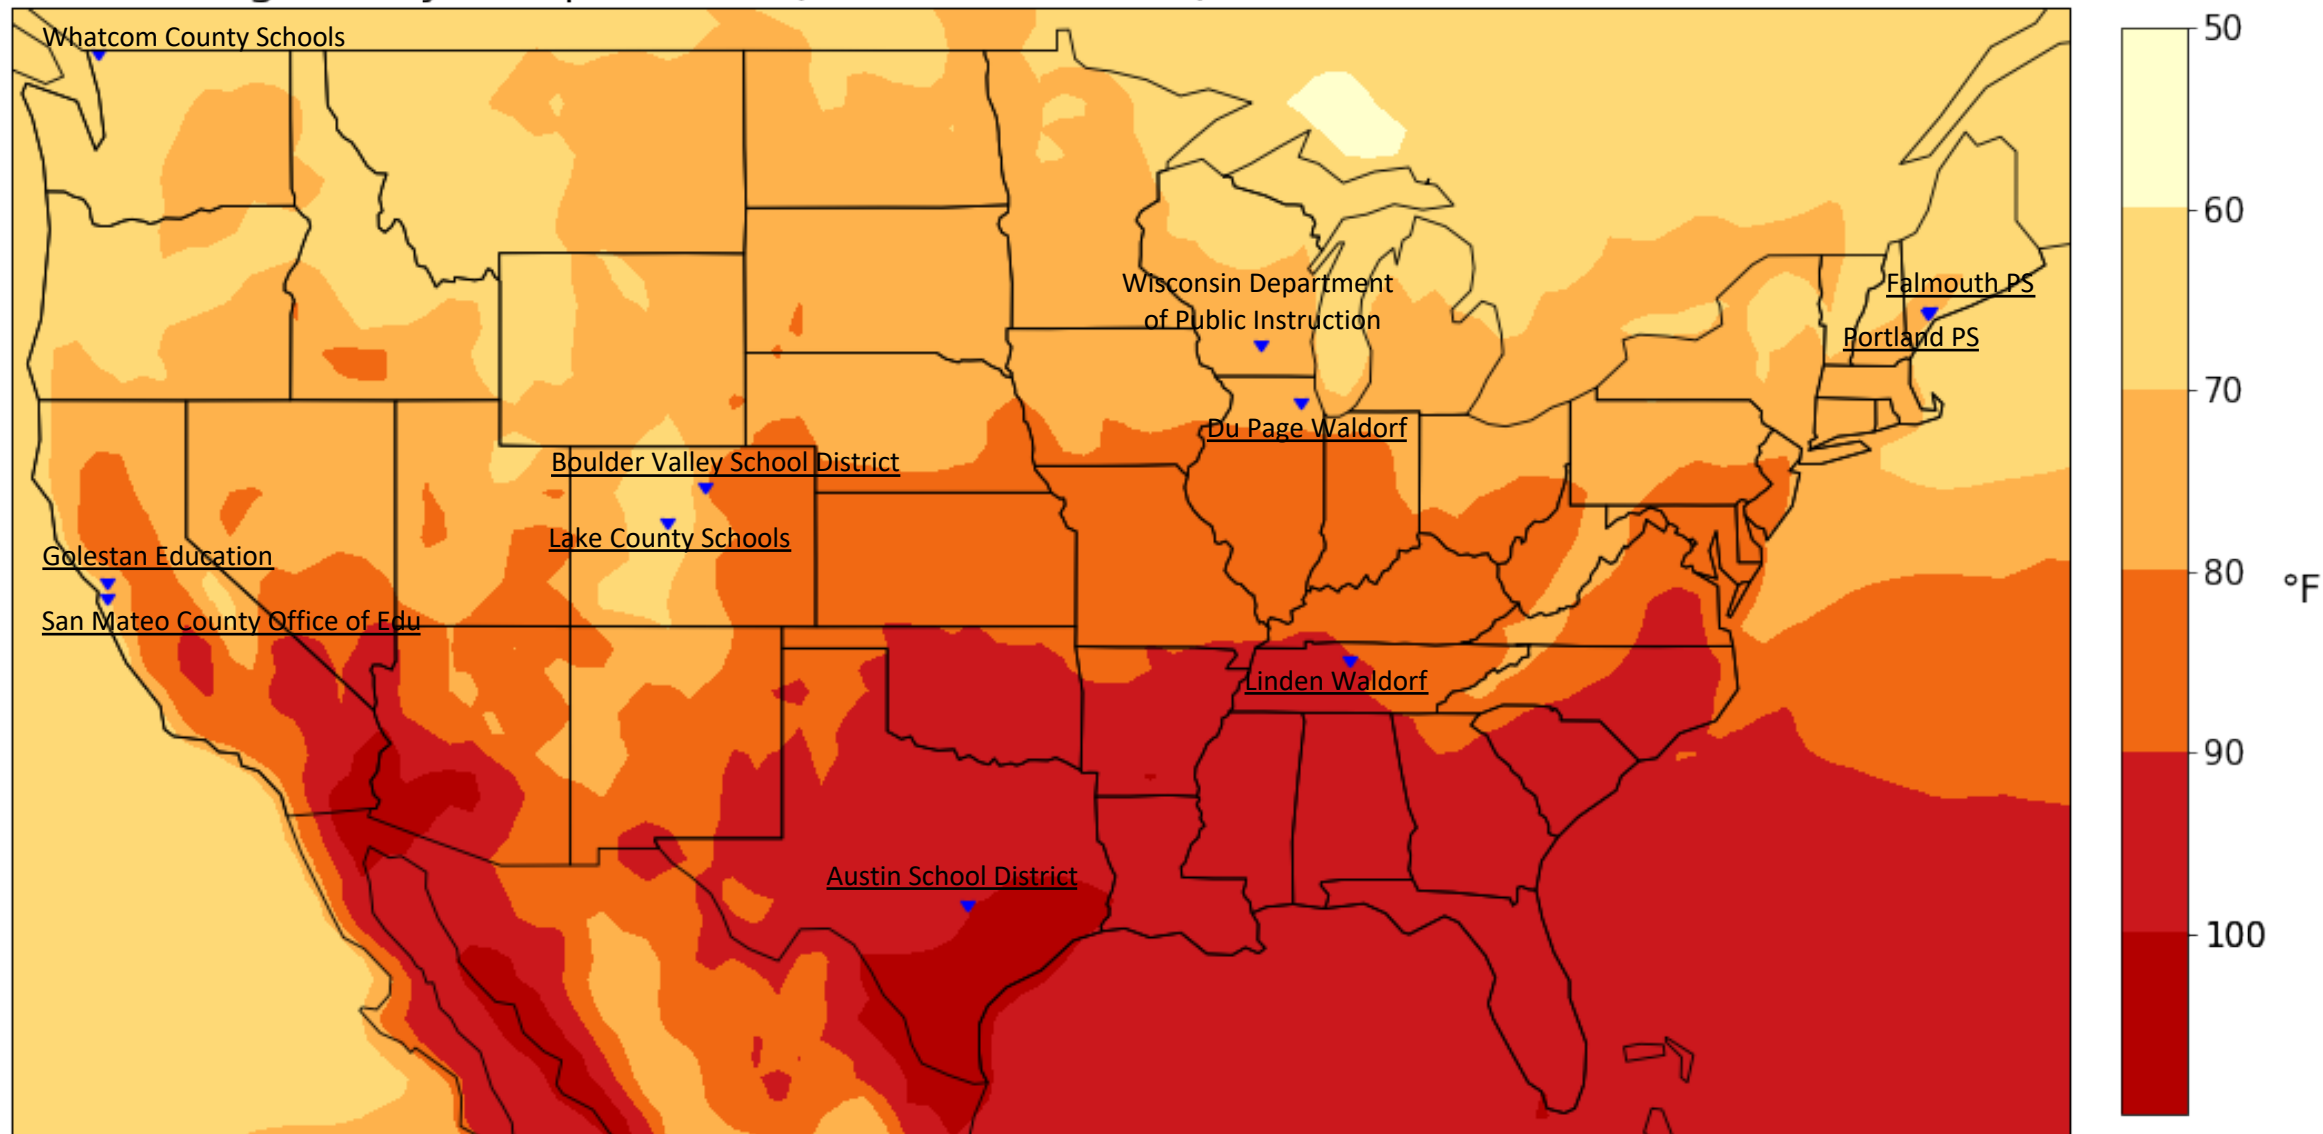 Whatcom County Schools
50
60
Wisconsin Department
of Public Instruction
Falmouth PS
Portland PS
70
Du Page Waldorf
Boulder Valley School District
Lake County Schools
Golestan Education
80
°F
San Mateo County Office of Edu
Linden Waldorf
90
Austin School District
100